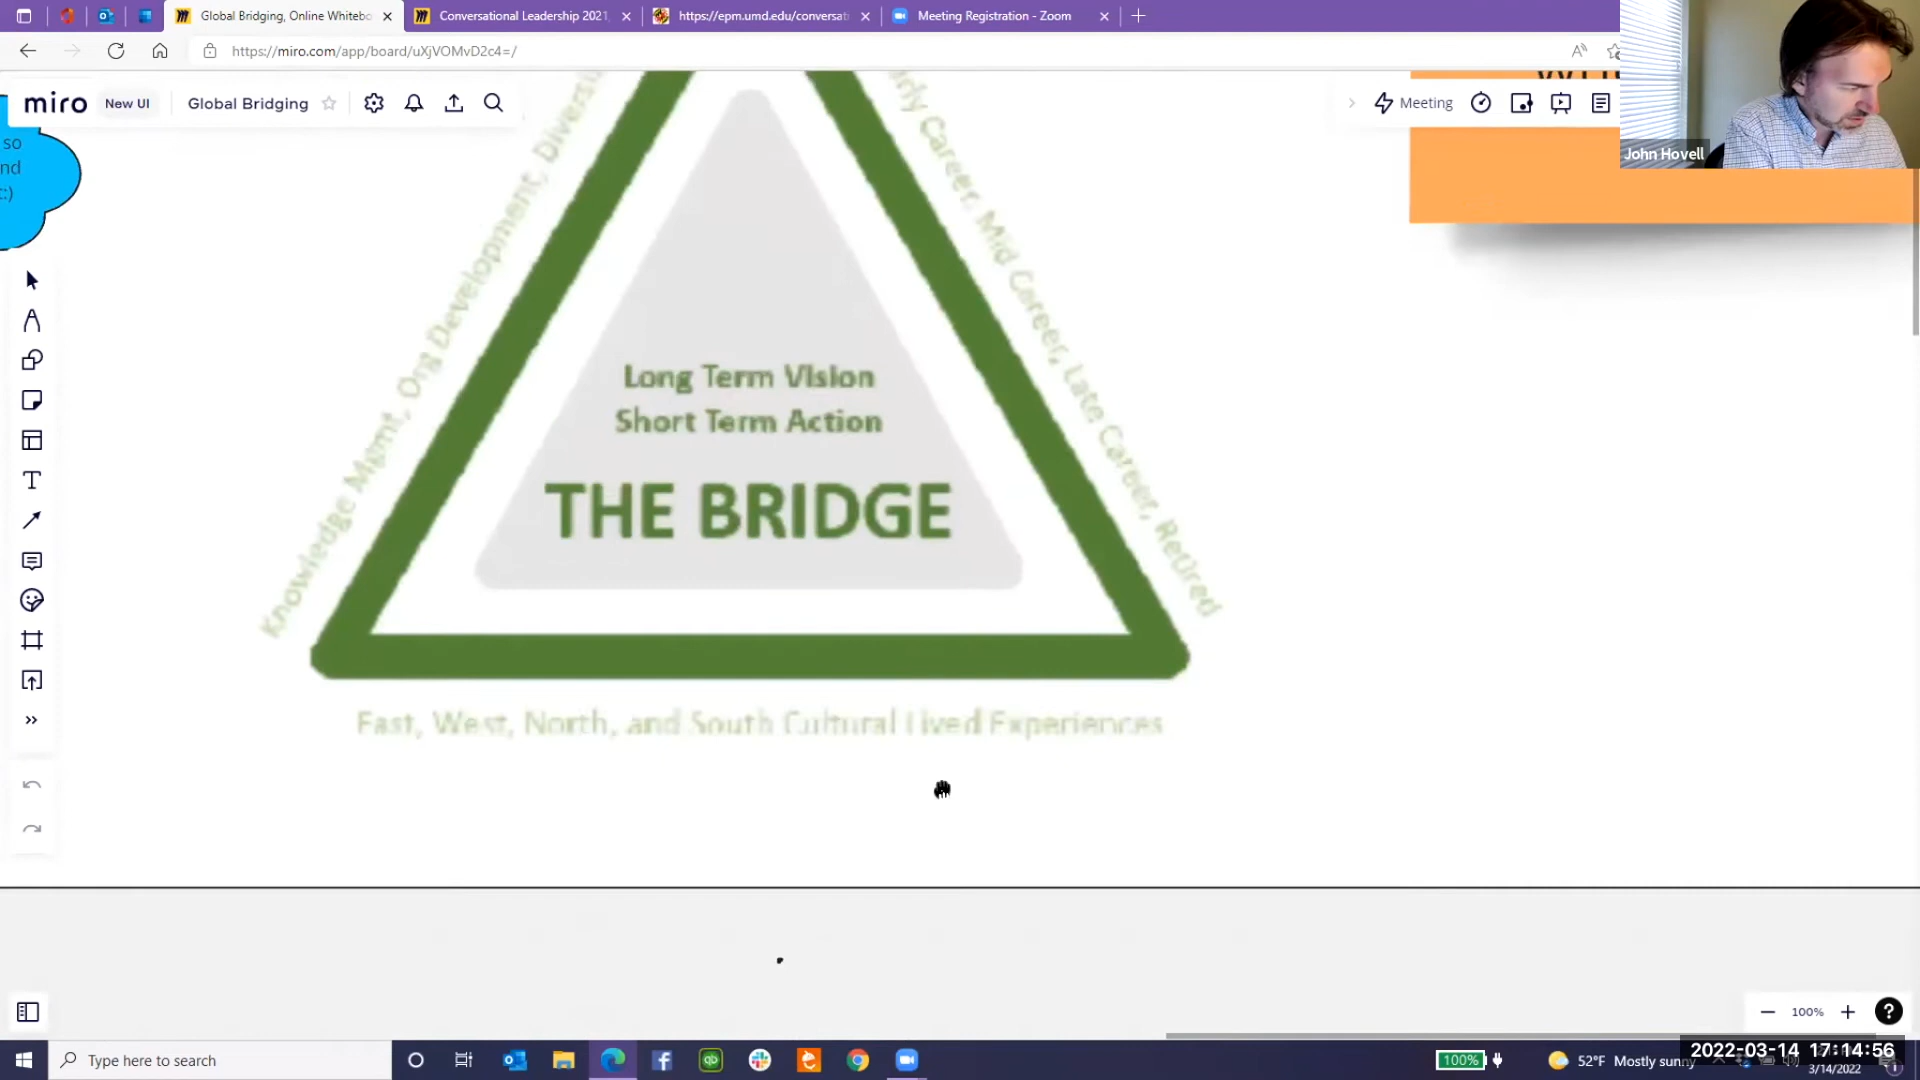 Global Bridging, Online Whitebo
Conversational Leadership 2021,
https://epm.umd.edu/conversat
Meeting Registration - Zoom
https://miro.com/app/board/uXjVOMvD2c4=/
miro
New UI
Global Bridging
Meeting
John Hovell
so
nd
:)
Knowledge Mgmt, Org Development, Divers
rly Career, Mid Career, Late Career, Retired
Long Term Vision
Short Term Action
THE BRIDGE
East, West, North, and South Cultural Lived Experiences
100%
Type here to search
100%
52°F Mostly sunny
2022-03-14 17:14:56
3/14/2022